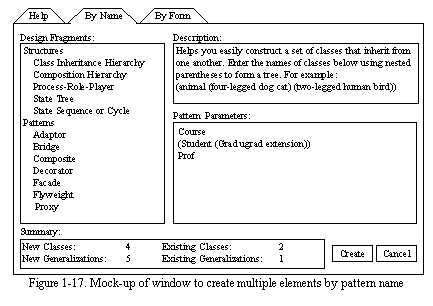 Help
By Name
By Form
Design Fragments:
Structures
Class Inheritance Hierarchy
Composition Hierarchy
Process-Role-Player
State Tree
State Sequence or Cycle
Patterns
Adaptor
Bridge
Composite
Decorator
Facade
Flyweight
Proxy
Description:
Helps you easily construct a set of classes that inherit from
one another. Enter the names of classes below using nested
parentheses to form a tree. For example:
(animal (four-legged dog cat) (two-legged human bird))
Pattern Parameters:
Course
(Student (Grad ugrad extension))
Prof
Summary:
New Classes: 4 Existing Classes: 2
New Generalizations: 5 Existing Generalizations: 1
Create
Cancel
Figure 1-17. Mock-up of window to create multiple elements by pattern name